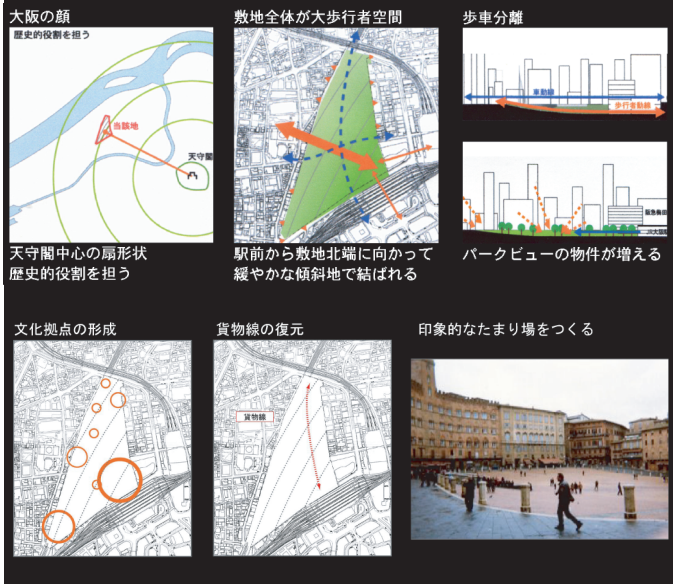 大阪の顔
歴史的役割を担う
当該地
天守閣
天守閣中心の扇形状
歴史的役割を担う
敷地全体が大歩行者空間
駅前から敷地北端に向かって
緩やかな傾斜地で結ばれる
歩車分離
車動線
歩行者動線
阪急梅田
JR大阪駅
パークビューの物件が増える
文化拠点の形成
貨物線の復元
貨物線
印象的なたまり場をつくる